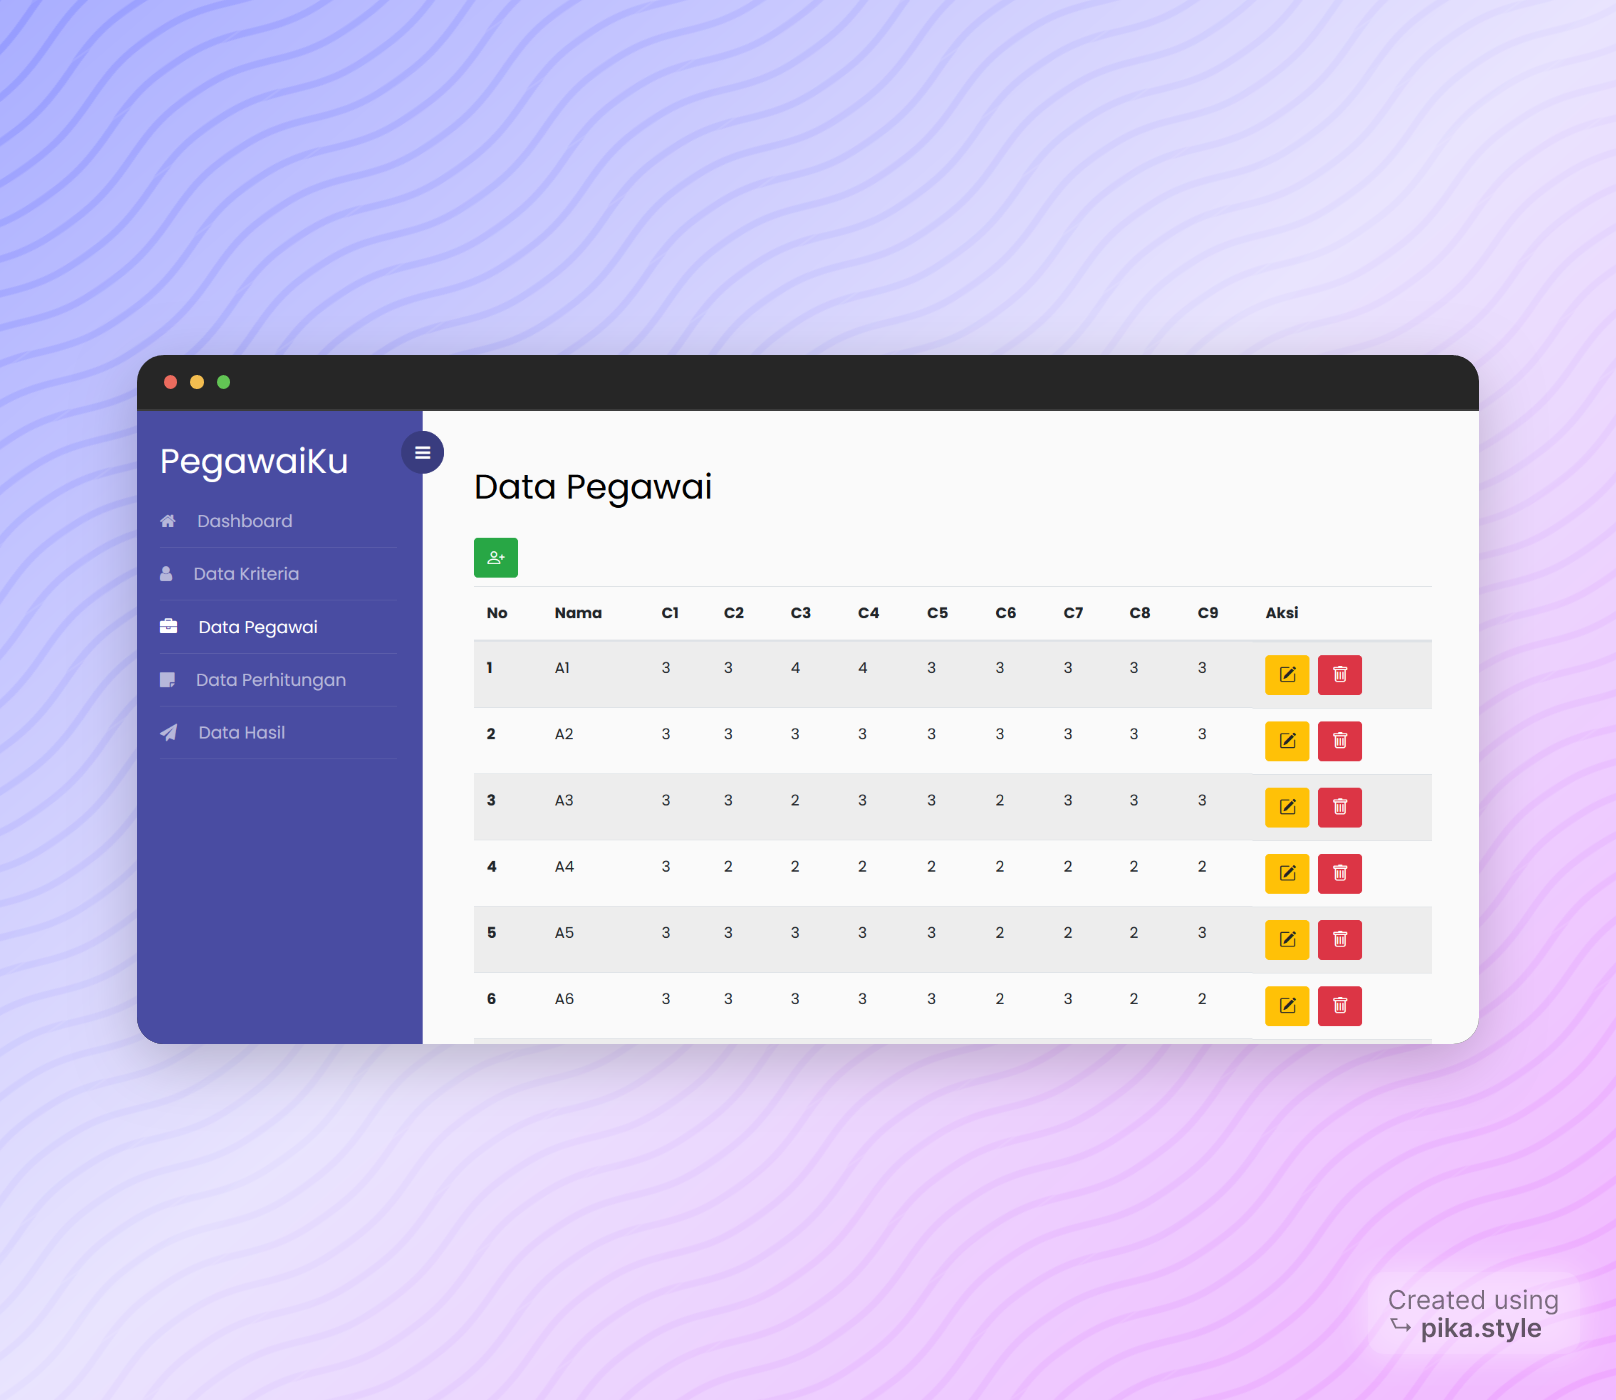 PegawaiKu
Dashboard
Data Kriteria
Data Pegawai
Data Perhitungan
Data Hasil
Data Pegawai
No Nama C1 C2 C3 C4 C5 C6 C7 C8 C9 Aksi
1 A1 3 3 4 4 3 3 3 3 3
2 A2 3 3 3 3 3 3 3 3 3
3 A3 3 3 2 3 3 2 3 3 3
4 A4 3 2 2 2 2 2 2 2 2
5 A5 3 3 3 3 3 2 2 2 3
6 A6 3 3 3 3 3 2 3 2 2
Created using
pika.style